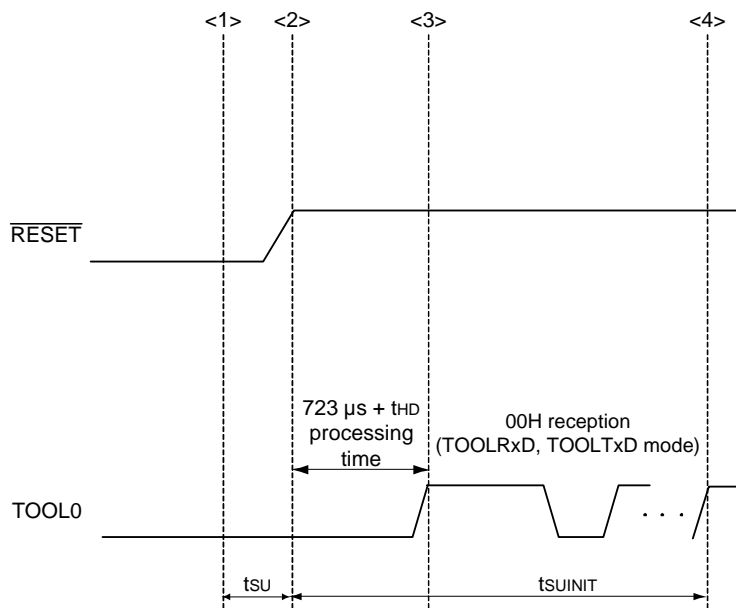 <1> <2> <3> <4>
RESET
723 µs + tHD
processing
time
00H reception
(TOOLRxD, TOOLTxD mode)
TOOL0
. . .
tSU
tSUINIT